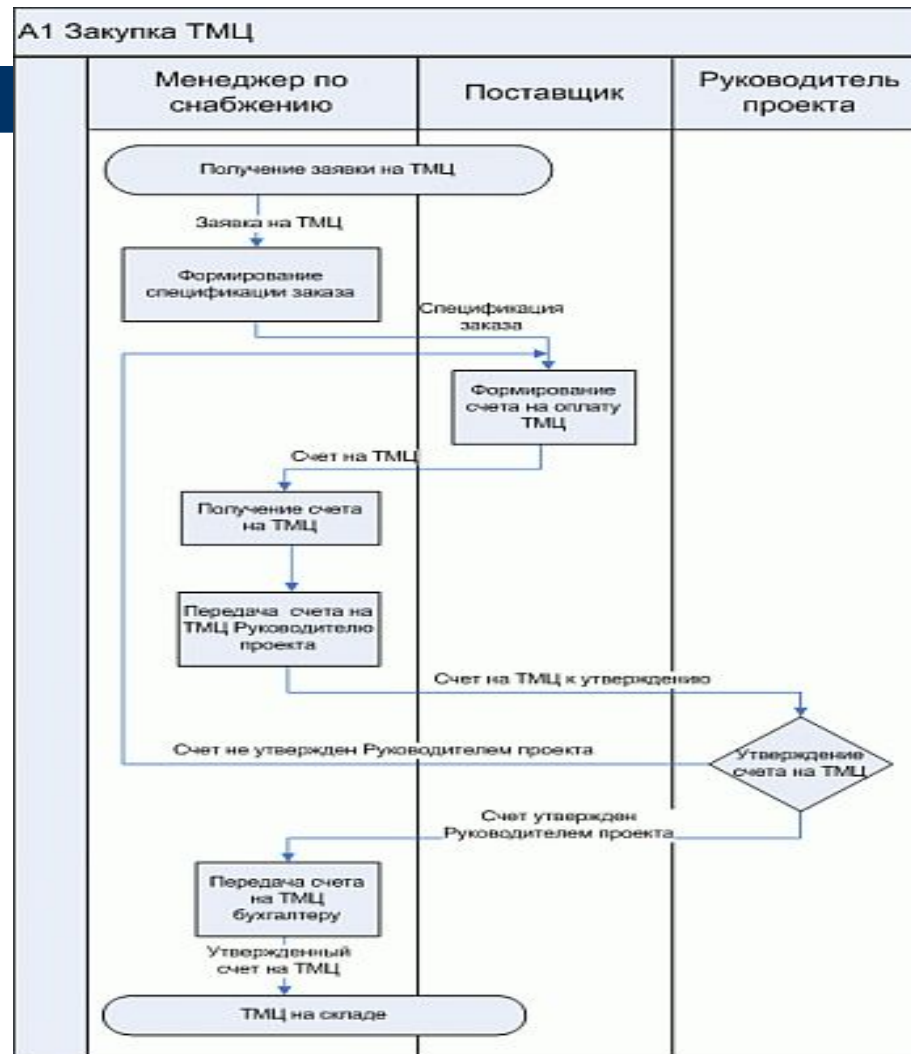 А1 Закупка ТМЦ
Менеджер по
снабжению
Поставщик
Руководитель
проекта
Получение заявки на ТМЦ
Заявка на ТМЦ
Формирование
спецификации заказа
Спецификация
заказа
Формирование
счета на оплату
ТМЦ
Счет на ТМЦ
Получение счета
на ТМЦ
Передача счета на
ТМЦ Руководителю
проекта
Счет на ТМЦ к утверждению
Счет не утвержден Руководителем проекта
Утверждение
счета на ТМЦ
Счет утвержден
Руководителем проекта
Передача счета
на ТМЦ
бухгалтеру
Утвержденный
счет на ТМЦ
ТМЦ на складе